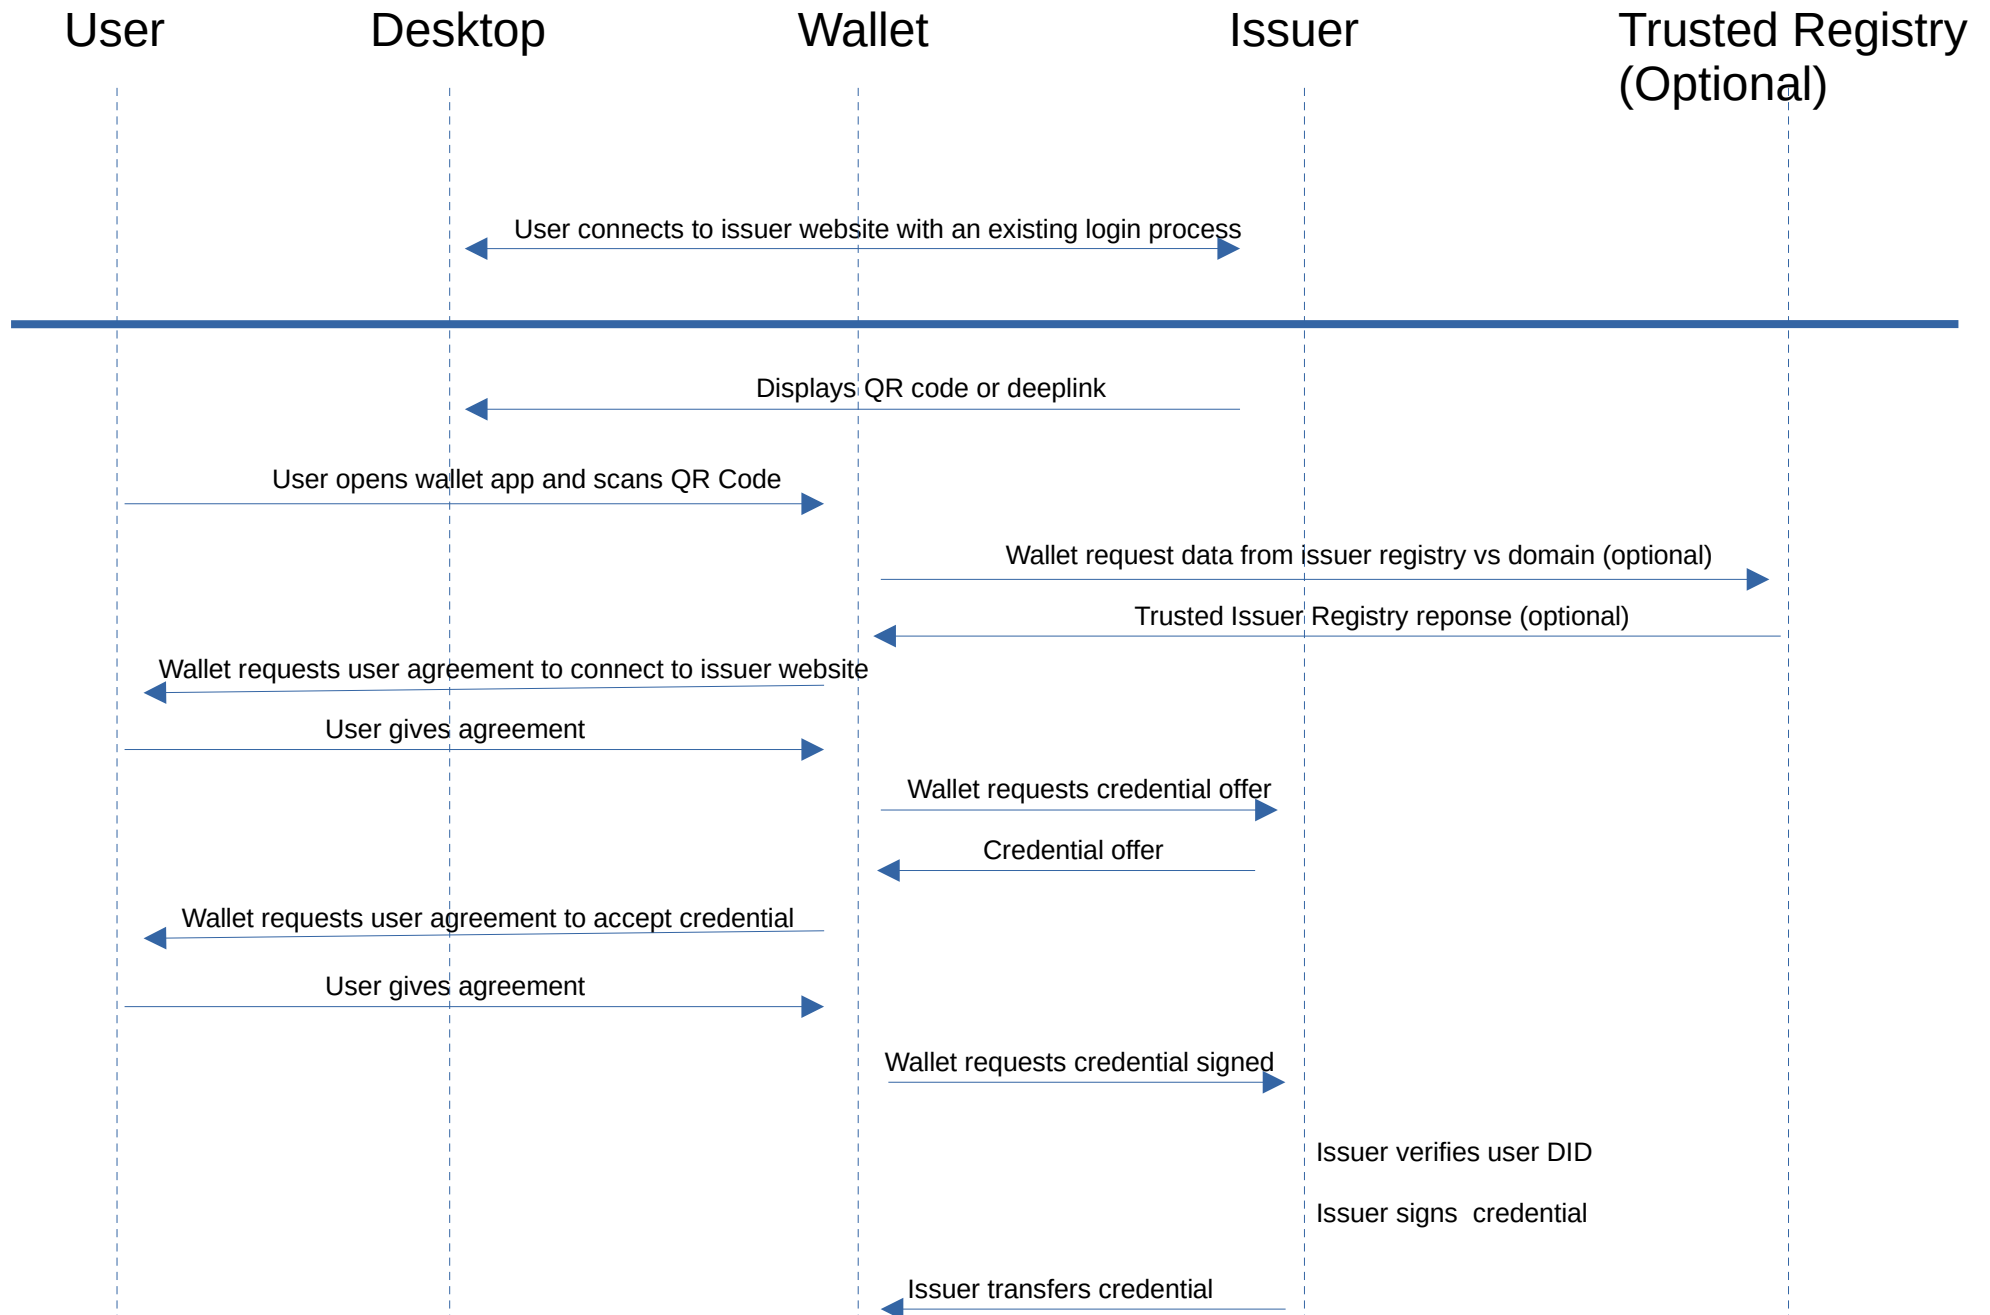 User
Desktop
Wallet
Issuer
Trusted Registry
(Optional)
User connects to issuer website with an existing login process
Displays QR code or deeplink
User opens wallet app and scans QR Code
Wallet request data from issuer registry vs domain (optional)
Trusted Issuer Registry reponse (optional)
Wallet requests user agreement to connect to issuer website
User gives agreement
Wallet requests credential offer
Credential offer
Wallet requests user agreement to accept credential
User gives agreement
Wallet requests credential signed
Issuer verifies user DID
Issuer signs  credential
Issuer transfers credential